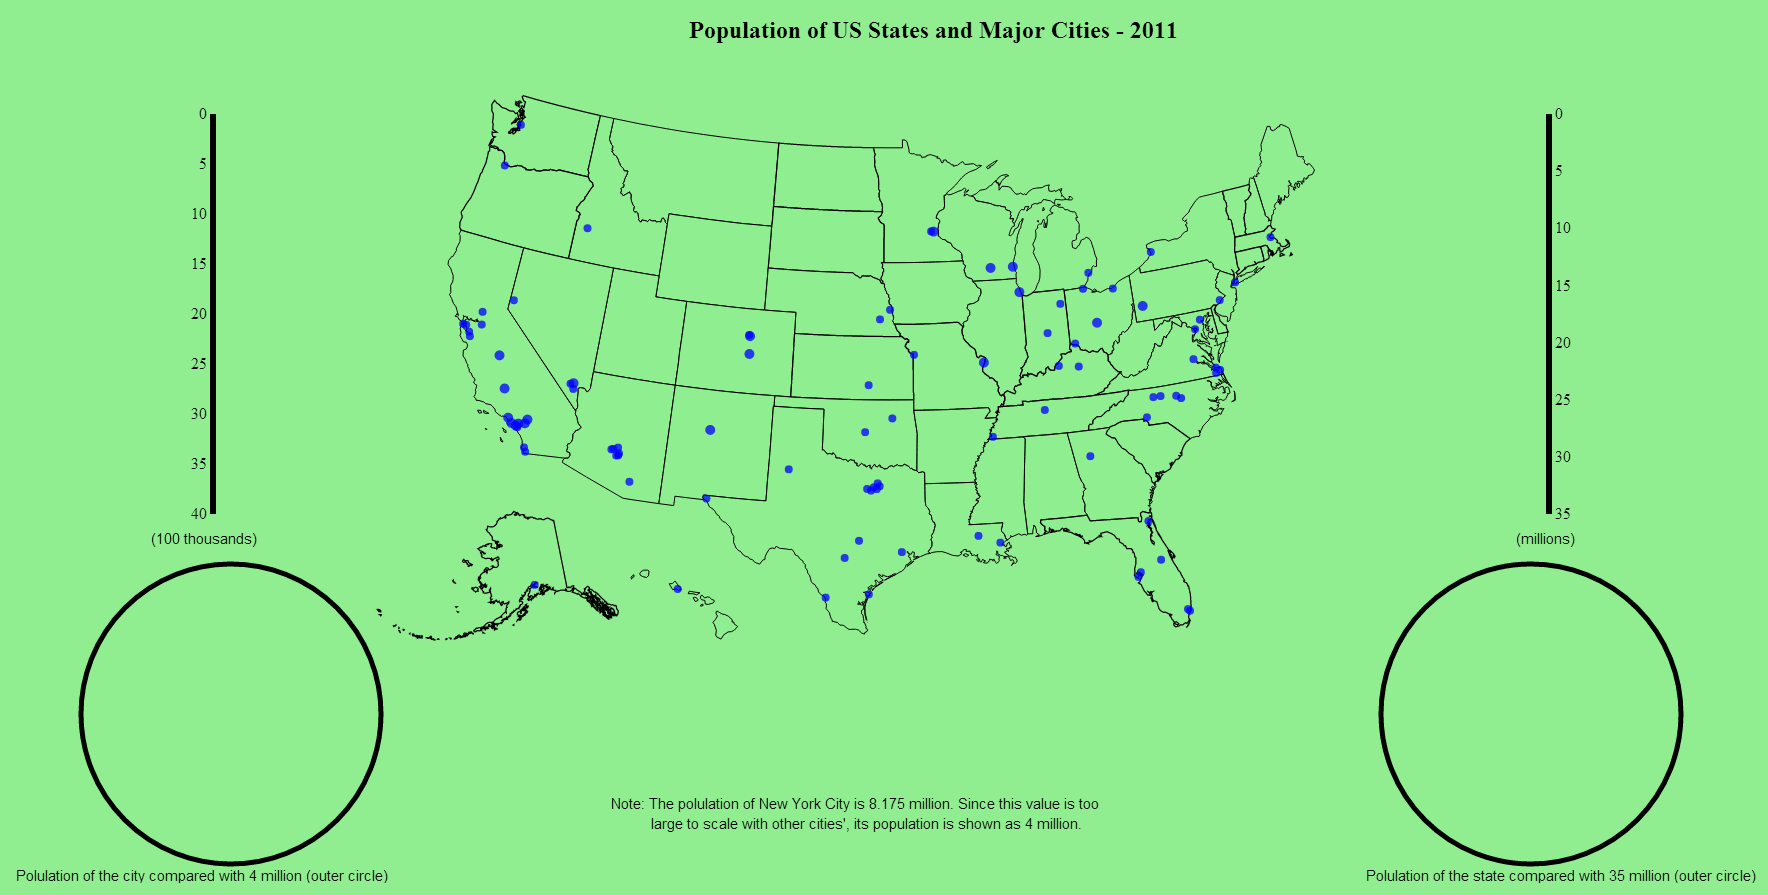 Population of US States and Major Cities - 2011
0
5
10
15
20
25
30
35
40
(100 thousands)
0
5
10
15
20
25
30
35
(millions)
Note: The polulation of New York City is 8.175 million. Since this value is too
large to scale with other cities', its population is shown as 4 million.
Polulation of the city compared with 4 million (outer circle)
Polulation of the state compared with 35 million (outer circle)